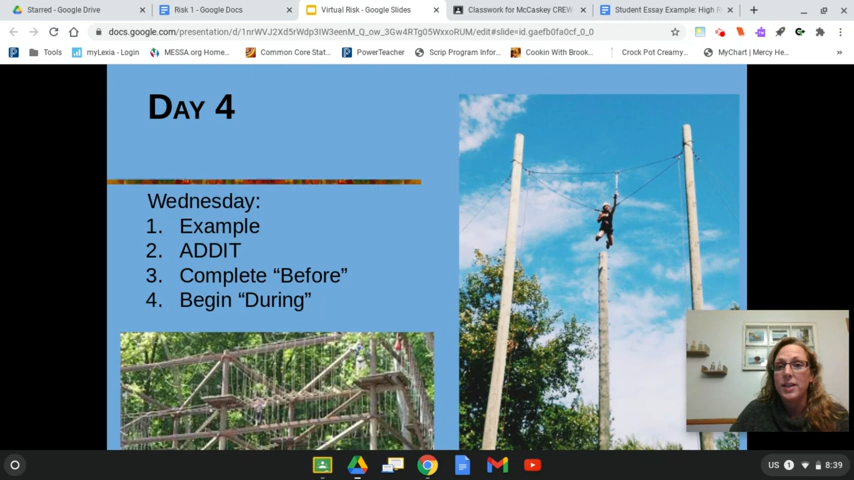 Starred - Google Drive
Risk 1 - Google Docs
Virtual Risk - Google Slides
Classwork for McCaskey CREW
Student Essay Example: High R
docs.google.com/presentation/d/1nrWVJ2Xd5rWdp3IW3eenM_Q_ow_3Gw4RTg05WxxoRUM/edit#slide=id.gaefb0fa0cf_0_0
Tools
myLexia - Login
MESSA.org Home...
Common Core Stat...
PowerTeacher
Scrip Program Infor...
Cookin With Brook...
Crock Pot Creamy...
MyChart | Mercy He...
»
DAY 4
Wednesday:
1. Example
2. ADDIT
3. Complete “Before”
4. Begin “During”
US 1 8:39